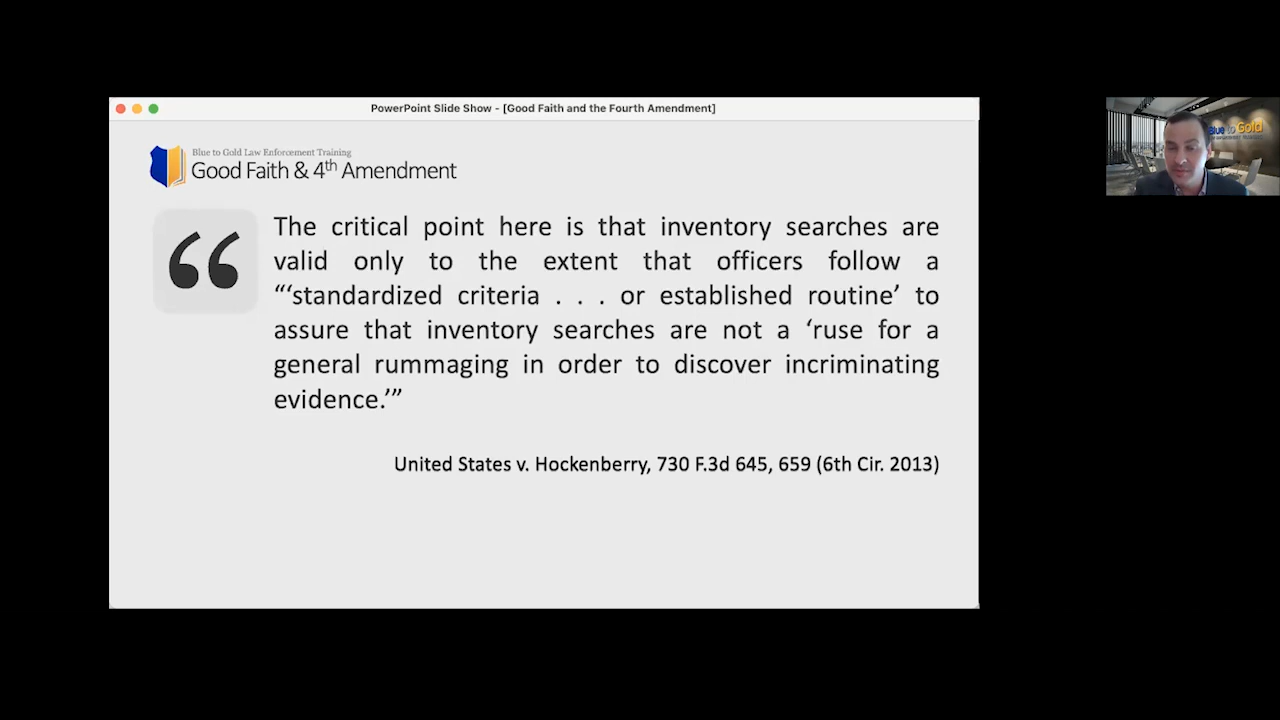 PowerPoint Slide Show - [Good Faith and the Fourth Amendment]
Blue to Gold Law Enforcement Training
Good Faith & 4th Amendment
“
The critical point here is that inventory searches are
valid only to the extent that officers follow a
“‘standardized criteria . . . or established routine’ to
assure that inventory searches are not a ‘ruse for a
general rummaging in order to discover incriminating
evidence.’”
United States v. Hockenberry, 730 F.3d 645, 659 (6th Cir. 2013)
Blue to Gold